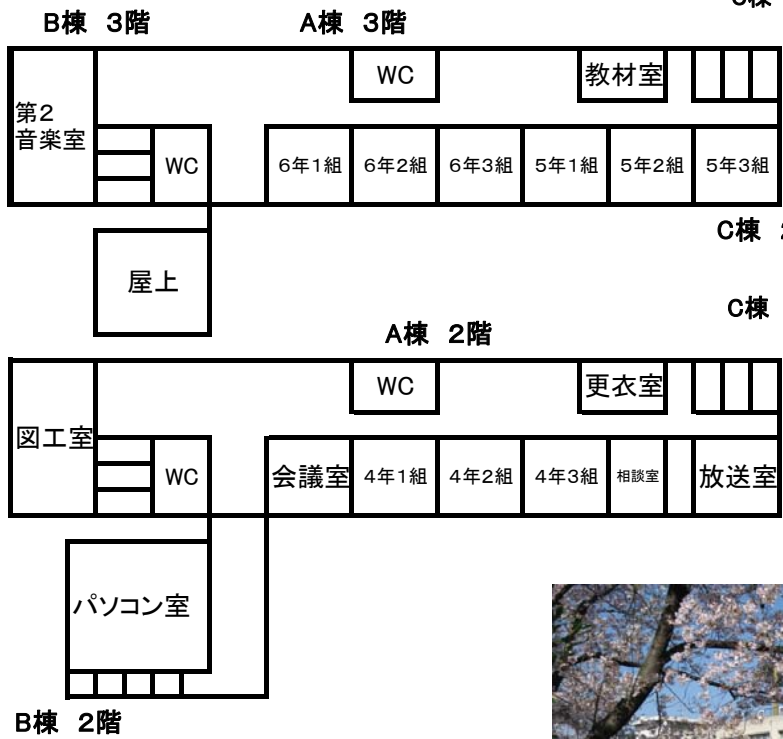 B棟 3階
A棟 3階
WC
教材室
第2
音楽室
WC
6年1組
6年2組
6年3組
5年1組
5年2組
5年3組
屋上
C棟
C棟
A棟 2階
WC
更衣室
図工室
WC
会議室
4年1組
4年2組
4年3組
相談室
放送室
パソコン室
B棟 2階